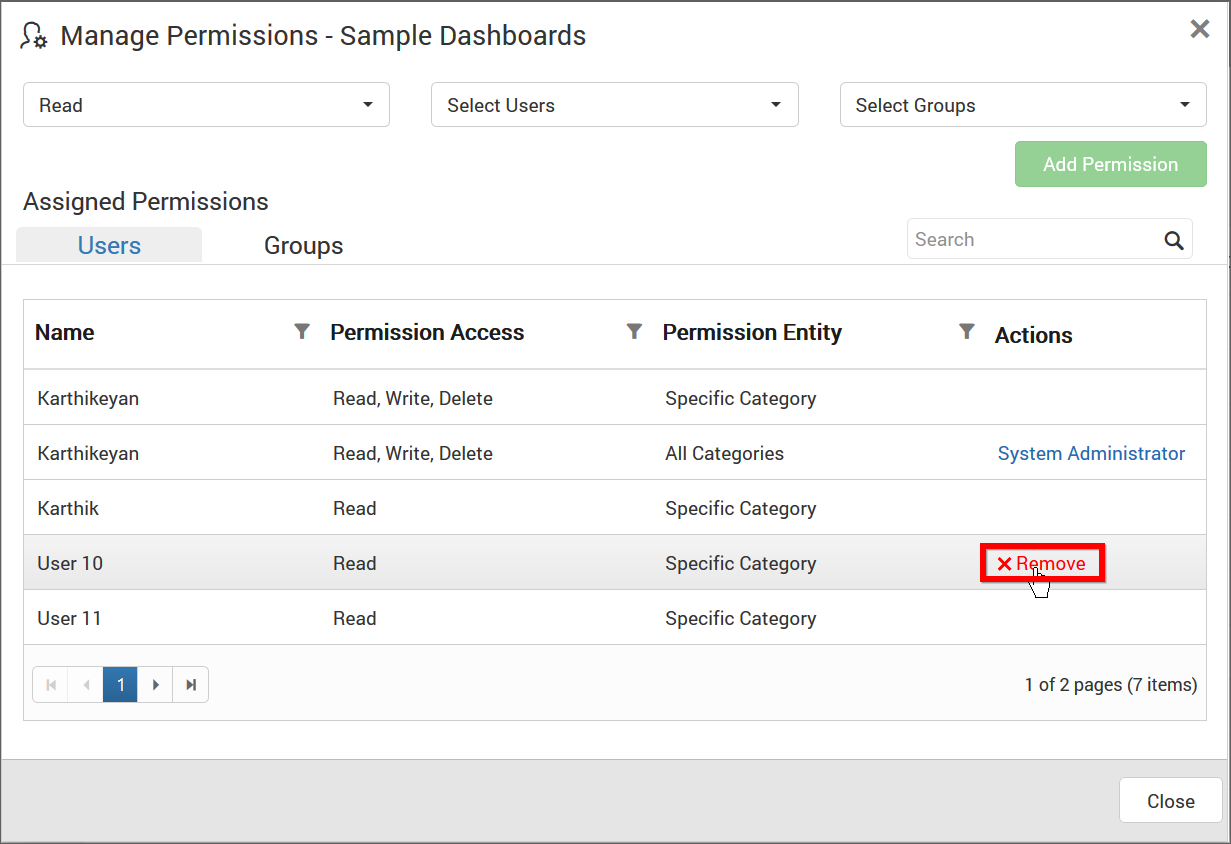 Manage Permissions - Sample Dashboards
Read
Select Users
Select Groups
Add Permission
Assigned Permissions
Users
Groups
Search
Name
Permission Access
Permission Entity
Actions
Karthikeyan
Read, Write, Delete
Specific Category
Karthikeyan
Read, Write, Delete
All Categories
System Administrator
Karthik
Read
Specific Category
User 10
Read
Specific Category
Remove
User 11
Read
Specific Category
1
1 of 2 pages (7 items)
Close